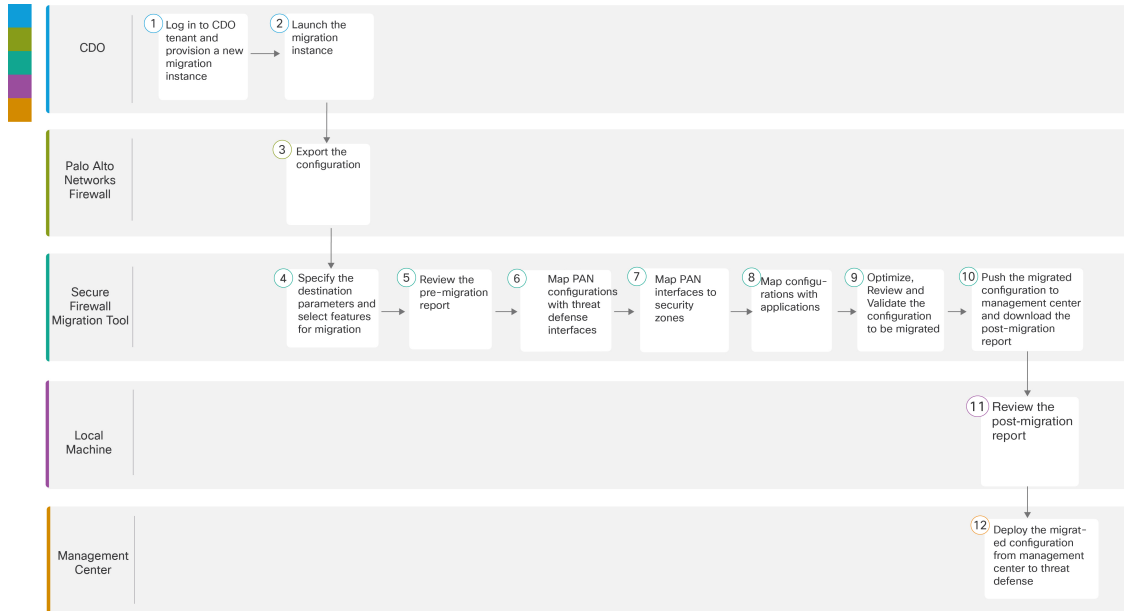 CDO
1
Log in to CDO
tenant and
provision a new
migration
instance
2
Launch the
migration
instance
Palo Alto
Networks
Firewall
3
Export the
configuration
Secure
Firewall
Migration Tool
4
Specify the
destination
parameters and
select features
for migration
5
Review the
pre-migration
report
6
Map PAN
configurations
with threat
defense
interfaces
7
Map PAN
interfaces to
security
zones
8
Map configu-
rations with
applications
9
Optimize,
Review and
Validate the
configuration
to be migrated
10
Push the migrated
configuration to
management center
and download the
post-migration
report
Local
Machine
11
Review the
post-migration
report
Management
Center
12
Deploy the migrat-
ed configuration
from management
center to threat
defense